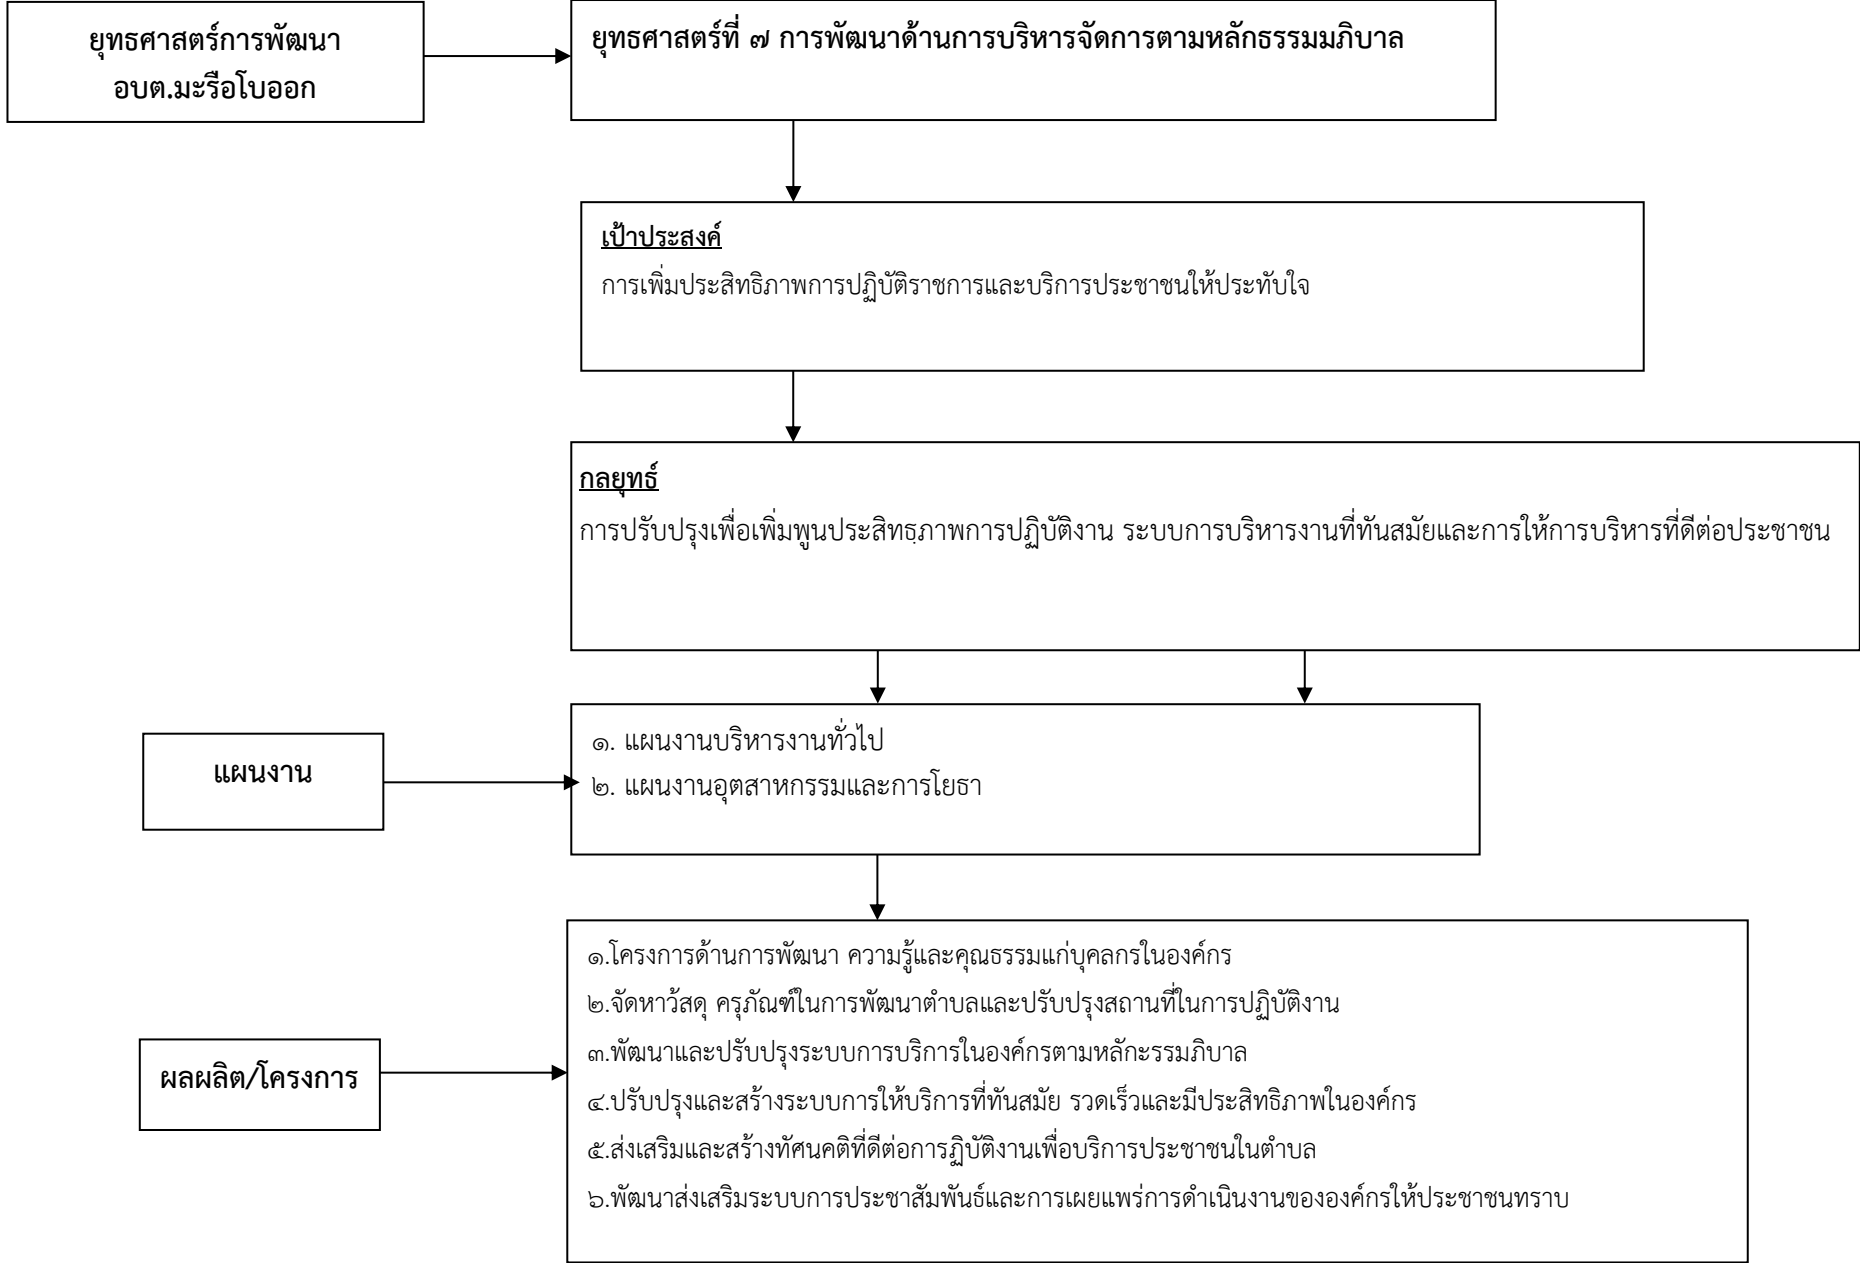 ยุทธศาสตร์การพัฒนา
อบต.มะรือโบออก
ยุทธศาสตร์ที่ ๗ การพัฒนาด้านการบริหารจัดการตามหลักธรรมมภิบาล
เป้าประสงค์
การเพิ่มประสิทธิภาพการปฏิบัติราชการและบริการประชาชนให้ประทับใจ
กลยุทธ์
การปรับปรุงเพื่อเพิ่มพูนประสิทธฺภาพการปฏิบัติงาน ระบบการบริหารงานที่ทันสมัยและการให้การบริหารที่ดีต่อประชาชน
แผนงาน
๑. แผนงานบริหารงานทั่วไป
๒. แผนงานอุตสาหกรรมและการโยธา
ผลผลิต/โครงการ
๑.โครงการด้านการพัฒนา ความรู้และคุณธรรมแก่บุคลกรในองค์กร
๒.จัดหาว้สดุ ครุภัณฑ์ในการพัฒนาตำบลและปรับปรุงสถานที่ในการปฏิบัติงาน
๓.พัฒนาและปรับปรุงระบบการบริการในองค์กรตามหลักะรรมภิบาล
๔.ปรับปรุงและสร้างระบบการให้บริการที่ทันสมัย รวดเร็วและมีประสิทธิภาพในองค์กร
๕.ส่งเสริมและสร้างทัศนคติที่ดีต่อการฏิบัติงานเพื่อบริการประชาชนในตำบล
๖.พัฒนาส่งเสริมระบบการประชาสัมพันธ์และการเผยแพร่การดำเนินงานขององค์กรให้ประชาชนทราบ